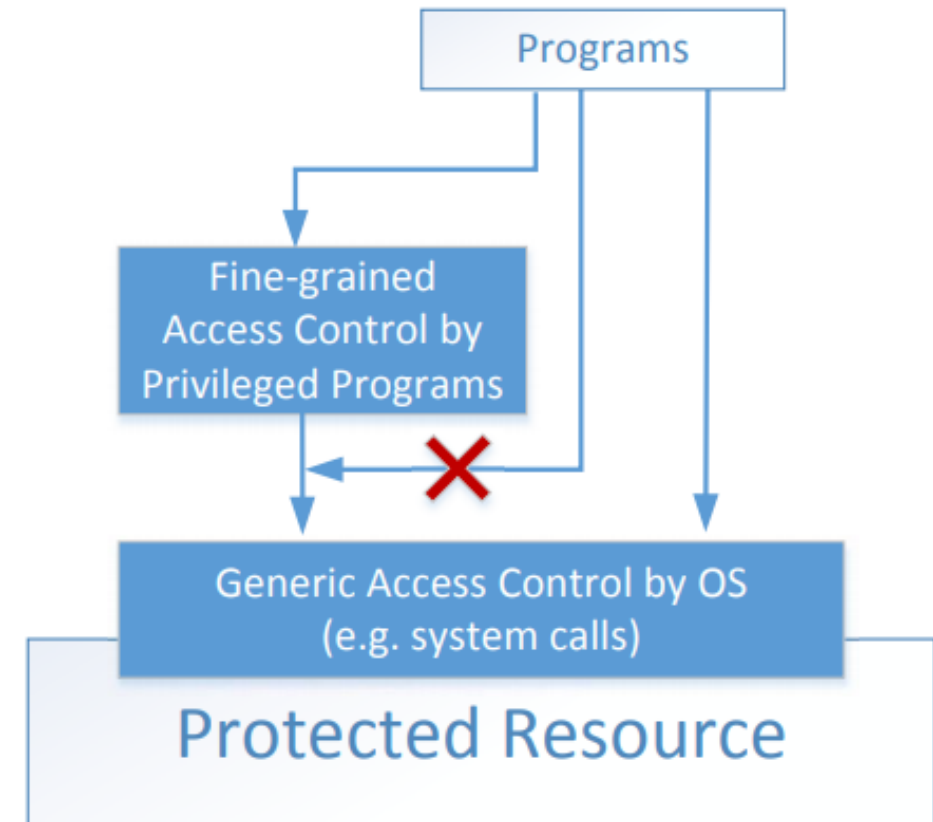 Programs
Fine-grained
Access Control by
Privileged Programs
Generic Access Control by OS
(e.g. system calls)
Protected Resource